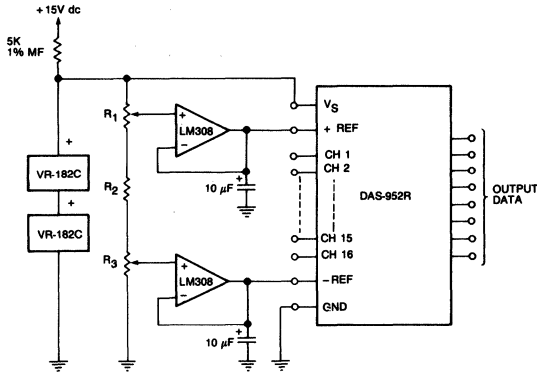 +15V dc
5K
1% MF
+
VR-182C
+
VR-182C
R1
R2
R3
+
LM308
−
+
10 µF
+
LM308
−
+
10 µF
VS
+ REF
CH 1
CH 2
DAS-952R
CH 15
CH 16
−REF
GND
OUTPUT
DATA